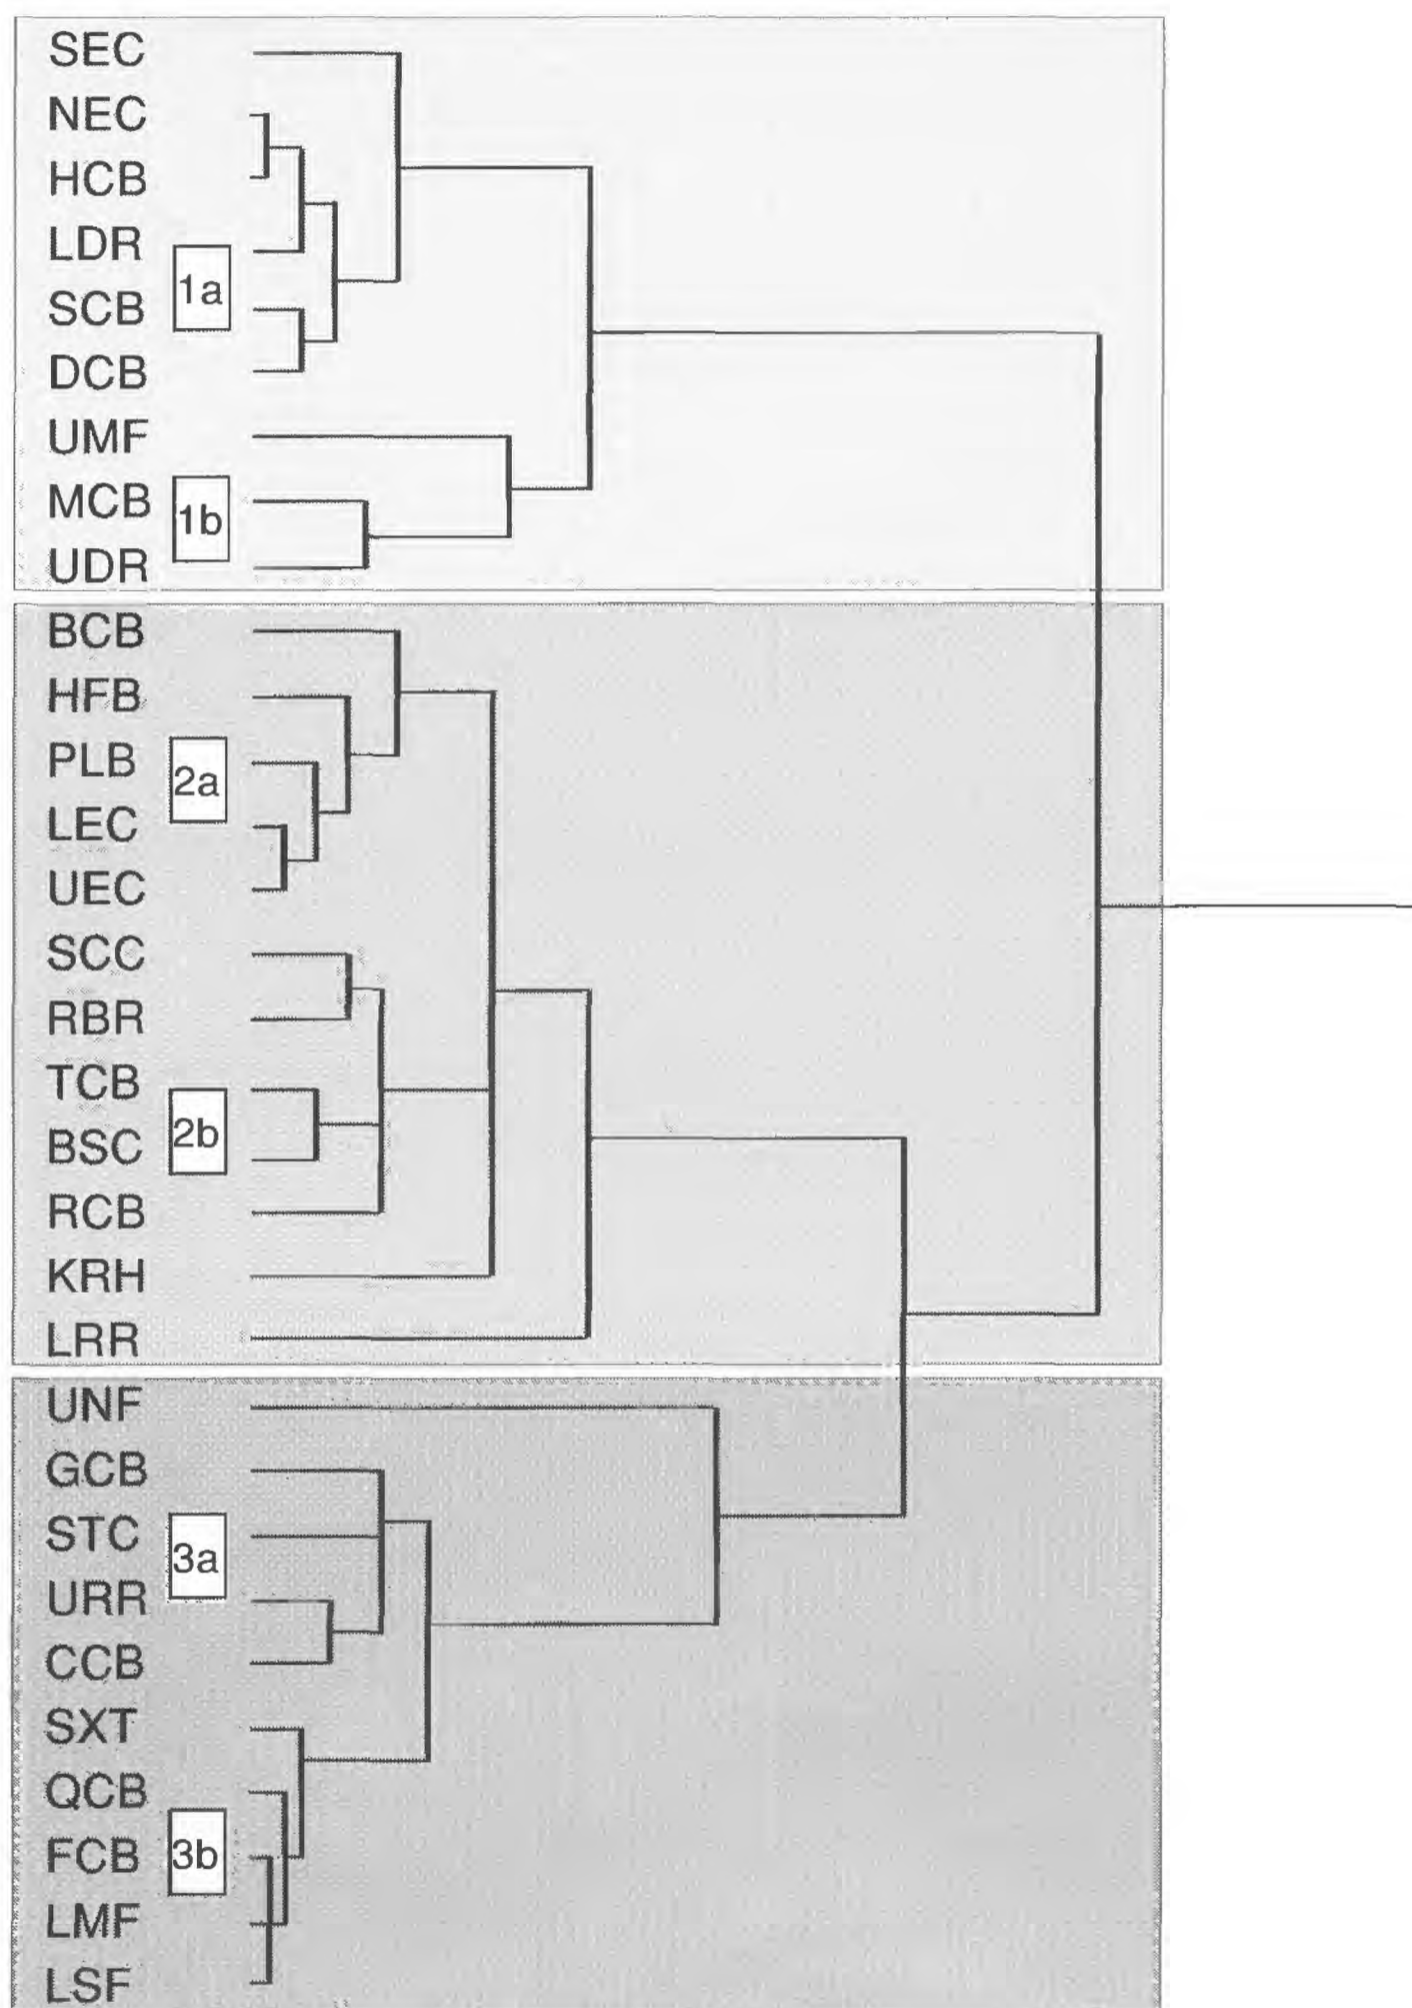 SEC
NEC
HCB
LDR
1a
SCB
DCB
UMF
MCB
1b
UDR
BCB
HFB
PLB
2a
LEC
UEC
SCC
RBR
TCB
2b
BSC
RCB
KRH
LRR
UNF
GCB
STC
3a
URR
CCB
SXT
QCB
FCB
3b
LMF
LSF